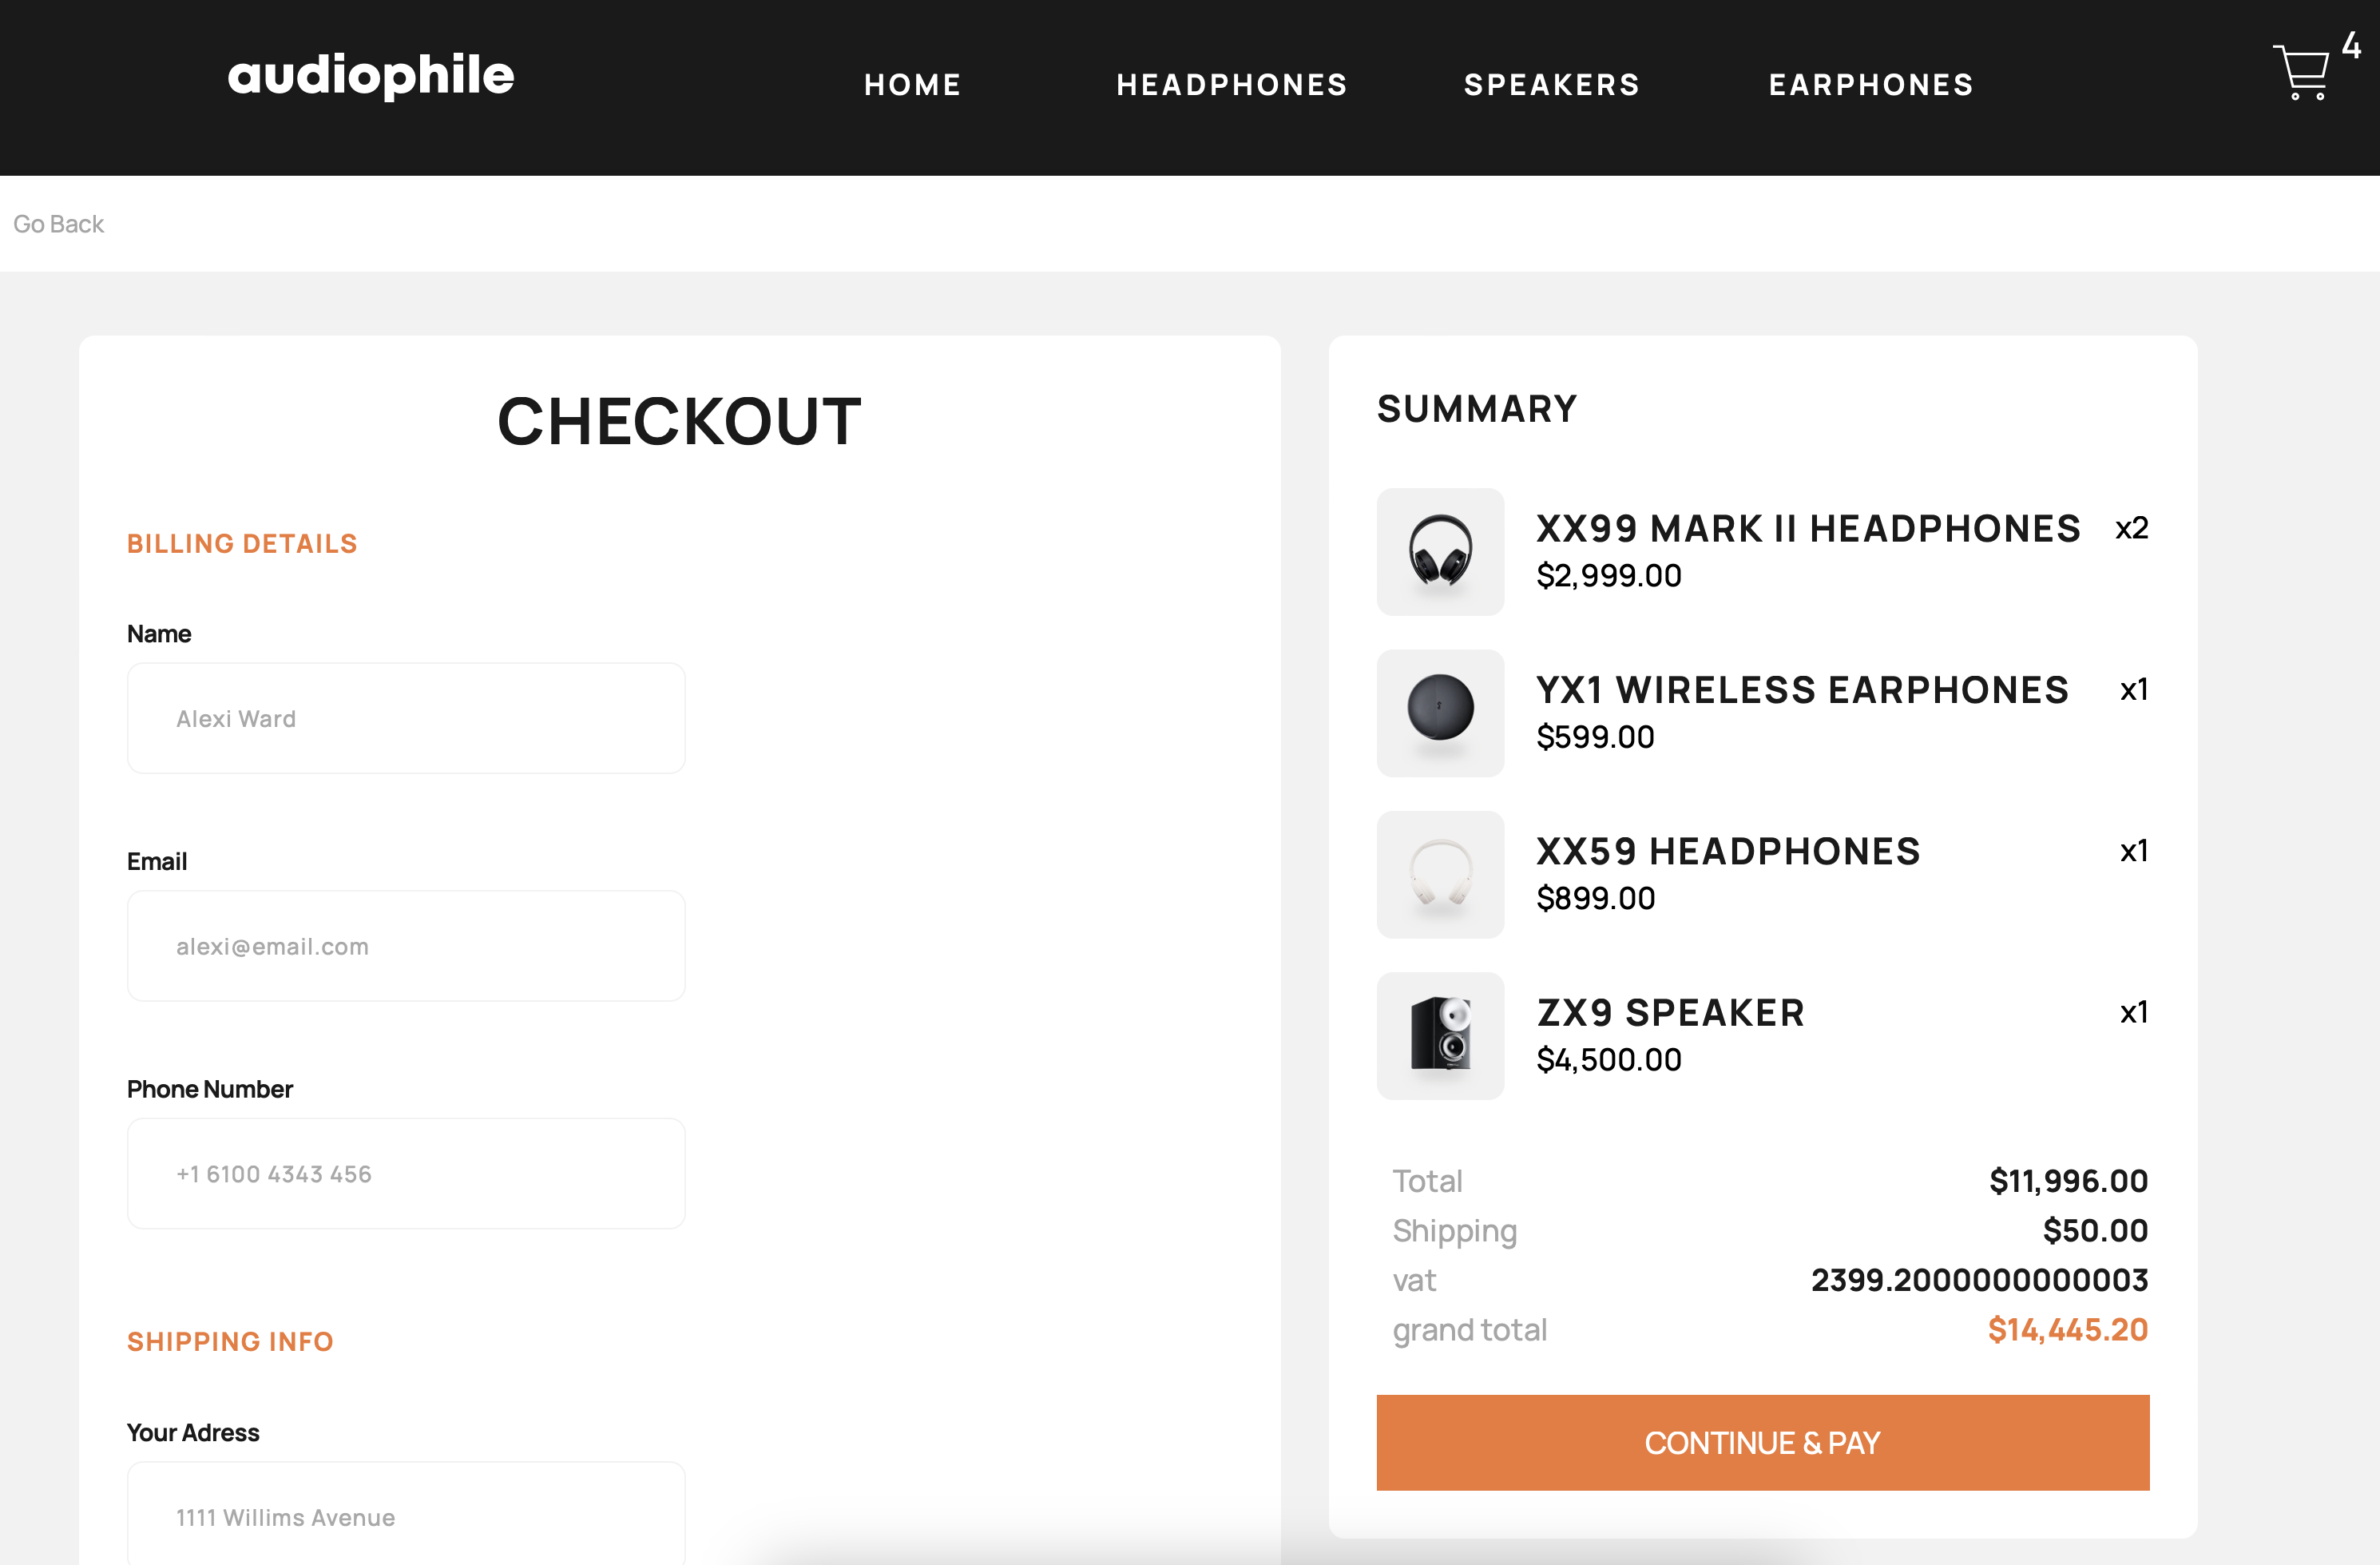 audiophile
HOME
HEADPHONES
SPEAKERS
EARPHONES
4
Go Back
CHECKOUT
BILLING DETAILS
Name
Alexi Ward
Email
alexi@email.com
Phone Number
+1 6100 4343 456
SHIPPING INFO
Your Adress
1111 Willims Avenue
SUMMARY
XX99 MARK II HEADPHONES x2
$2,999.00
YX1 WIRELESS EARPHONES x1
$599.00
XX59 HEADPHONES x1
$899.00
ZX9 SPEAKER x1
$4,500.00
Total $11,996.00
Shipping $50.00
vat 2399.2000000000003
grand total $14,445.20
CONTINUE & PAY